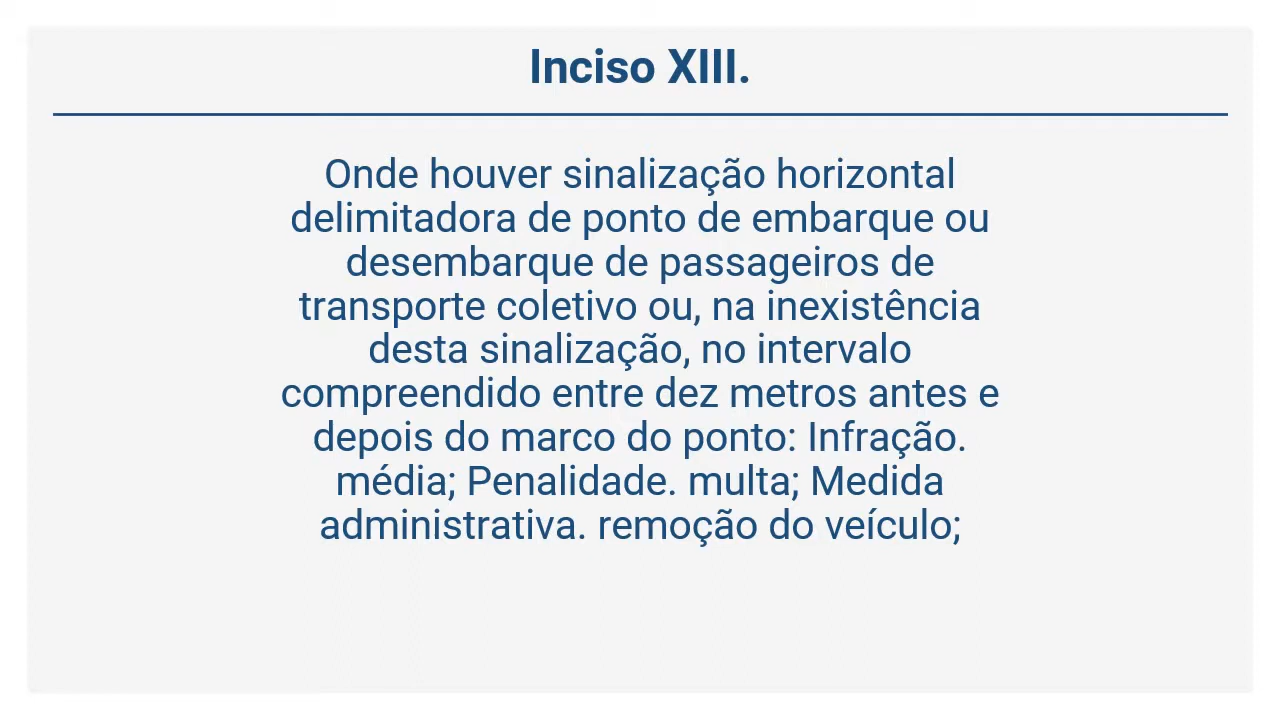 Inciso XIII.
Onde houver sinalização horizontal
delimitadora de ponto de embarque ou
desembarque de passageiros de
transporte coletivo ou, na inexistência
desta sinalização, no intervalo
compreendido entre dez metros antes e
depois do marco do ponto: Infração.
média; Penalidade. multa; Medida
administrativa. remoção do veículo;